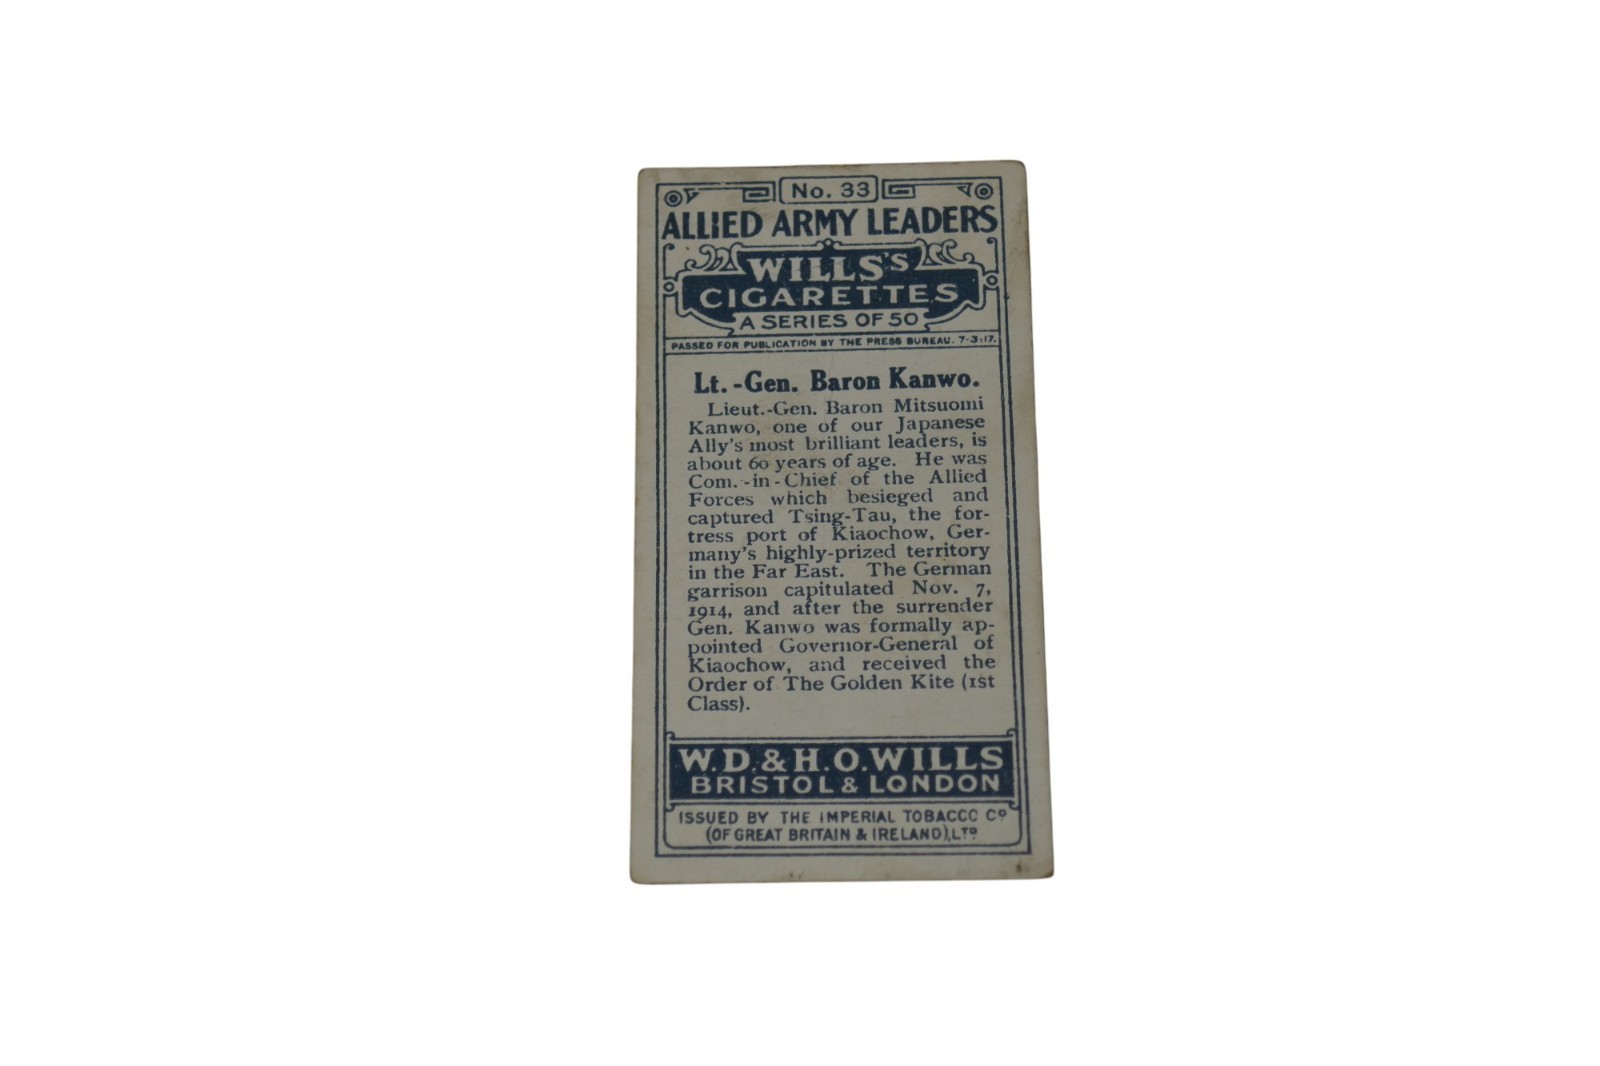 No. 33
ALLIED ARMY LEADERS
WILLS'S
CIGARETTES
A SERIES OF 50
PASSED FOR PUBLICATION BY THE PRESS BUREAU. 7-3:17.
Lt.-Gen. Baron Kanwo.
Lieut.-Gen. Baron Mitsuomi
Kanwo, one of our Japanese
Ally's most brilliant leaders, is
about 60 years of age. He was
Com.-in-Chief of the Allied
Forces which besieged and
captured Tsing-Tau, the for-
tress port of Kiaochow, Ger-
many's highly-prized territory
in the Far East. The German
garrison capitulated Nov. 7,
1914, and after the surrender
Gen. Kanwo was formally ap-
pointed Governor-General of
Kiaochow, and received the
Order of The Golden Kite (1st
Class).
W.D. & H.O. WILLS
BRISTOL & LONDON
ISSUED BY THE IMPERIAL TOBACCO Cº
(OF GREAT BRITAIN & IRELAND), LTD